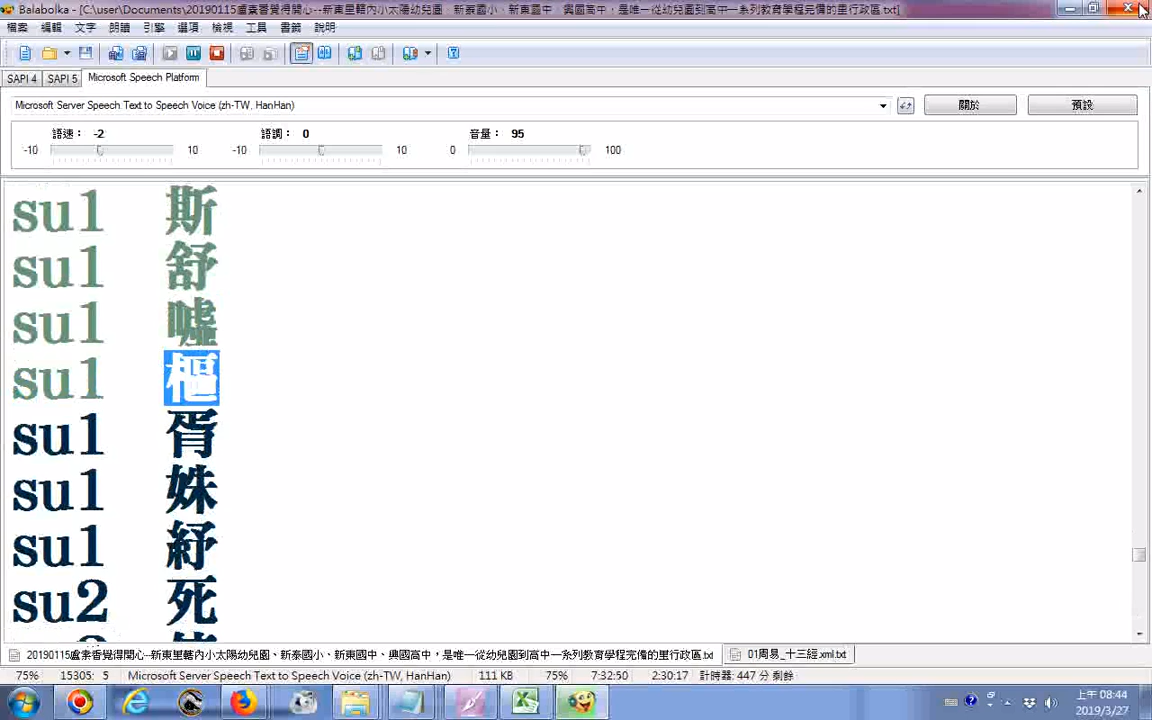 Balabolka - [C:\user\Documents\20190115盧素香覺得開心--新東里轄內小太陽幼兒園、新泰國小、新東國中、興國高中，是唯一從幼兒園到高中一系列教育學程完備的里行政區.txt]
檔案 編輯 文字 朗讀 引擎 選項 檢視 工具 書籤 說明
SAPI 4 SAPI 5 Microsoft Speech Platform
Microsoft Server Speech Text to Speech Voice (zh-TW, HanHan) 關於 預設
語速： -2 語調： 0 音量： 95
-10 10 -10 10 0 100
su1 斯
su1 舒
su1 噓
su1 樞
su1 胥
su1 姝
su1 紓
su2 死
20190115盧素香覺得開心--新東里轄內小太陽幼兒園、新泰國小、新東國中、興國高中，是唯一從幼兒園到高中一系列教育學程完備的里行政區.txt 01周易_十三經.xml.txt
75% 15305: 5 Microsoft Server Speech Text to Speech Voice (zh-TW, HanHan) 111 KB 75% 7:32:50 2:30:17 計時器: 447 分 剩餘
上午 08:44
2019/3/27